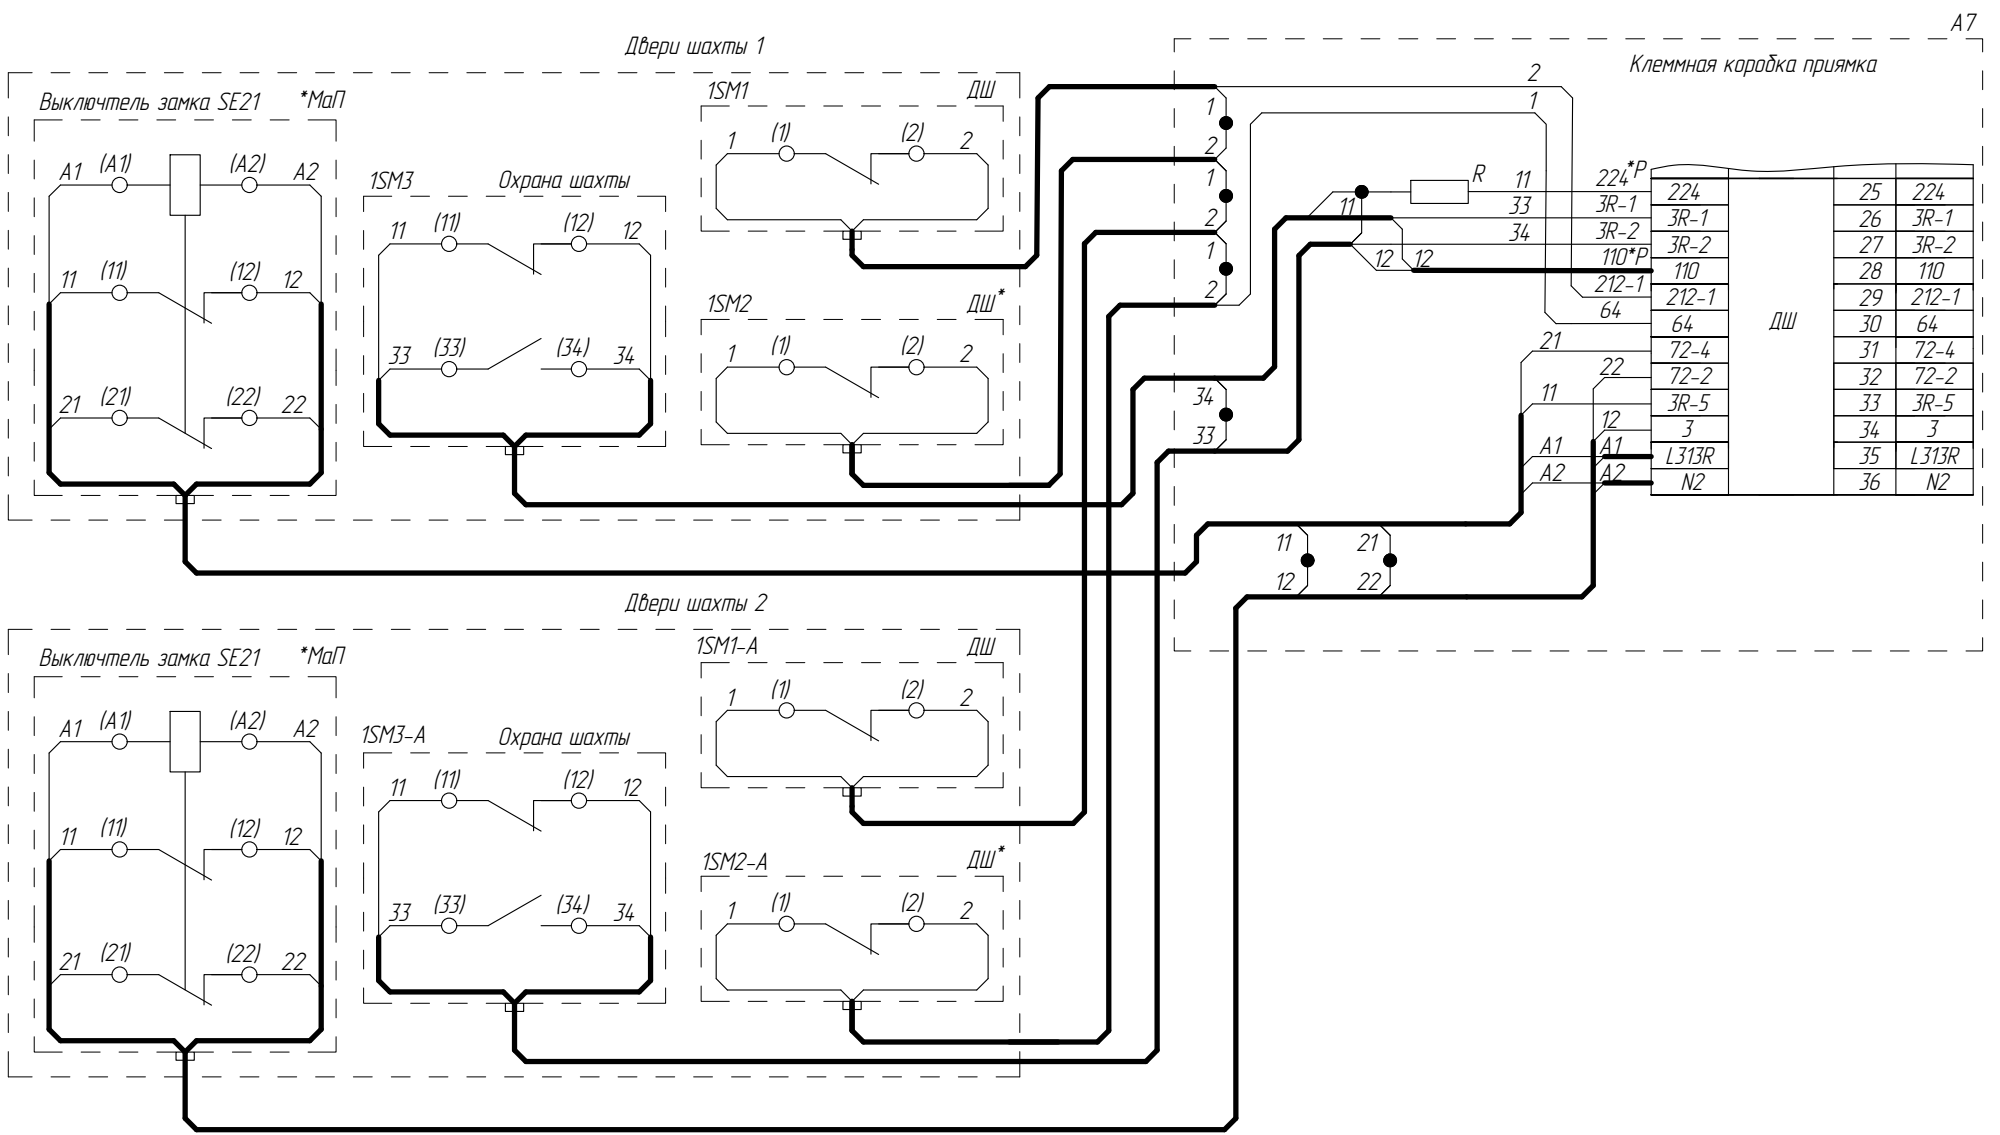 A7
Двери шахты 1
Клеммная коробка приямка
Выключтель замка SE21 *МаП
1SM1 ДШ
A1 (A1) (A2) A2
1 (1) (2) 2
1SM3 Охрана шахты
11 (11) (12) 12
11 (11) (12) 12
1SM2 ДШ*
33 (33) (34) 34
1 (1) (2) 2
21 (21) (22) 22
2
1
1
2
1
2
1
2
R 11 224*Р 224 25 224
11 33 3R-1 3R-1 26 3R-1
34 3R-2 3R-2 27 3R-2
12 12 110*Р 110 28 110
212-1 212-1 29 212-1
64 64 ДШ 30 64
21 72-4 31 72-4
22 72-2 32 72-2
11 3R-5 33 3R-5
12 3 34 3
A1 A1 L313R 35 L313R
A2 A2 N2 36 N2
34
33
11 21
12 22
Двери шахты 2
Выключтель замка SE21 *МаП
1SM1-A ДШ
A1 (A1) (A2) A2
1 (1) (2) 2
1SM3-A Охрана шахты
11 (11) (12) 12
11 (11) (12) 12
1SM2-A ДШ*
33 (33) (34) 34
1 (1) (2) 2
21 (21) (22) 22